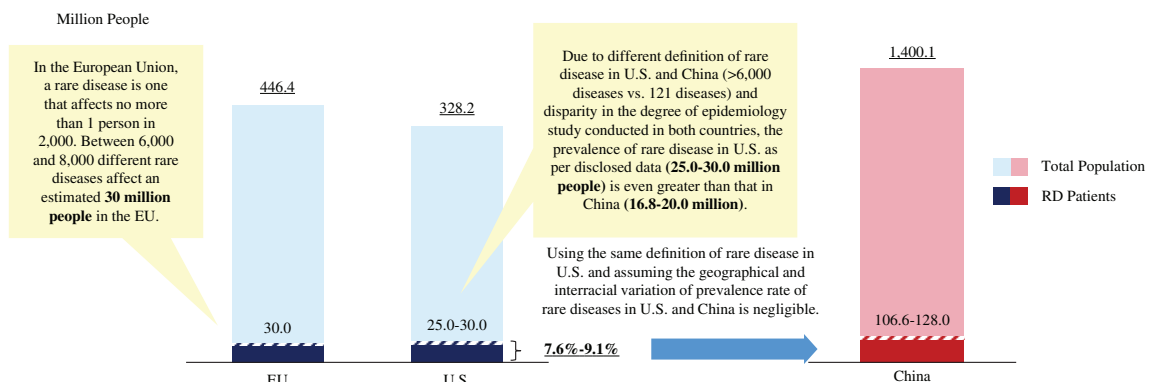 Million People
In the European Union,
a rare disease is one
that affects no more
than 1 person in
2,000. Between 6,000
and 8,000 different rare
diseases affect an
estimated 30 million
people in the EU.
446.4
328.2
Due to different definition of rare
disease in U.S. and China (>6,000
diseases vs. 121 diseases) and
disparity in the degree of epidemiology
study conducted in both countries, the
prevalence of rare disease in U.S. as
per disclosed data (25.0-30.0 million
people) is even greater than that in
China (16.8-20.0 million).
1,400.1
Total Population
RD Patients
Using the same definition of rare disease in
U.S. and assuming the geographical and
interracial variation of prevalence rate of
rare diseases in U.S. and China is negligible.
30.0
25.0-30.0
7.6%-9.1%
106.6-128.0
EU
U.S.
China